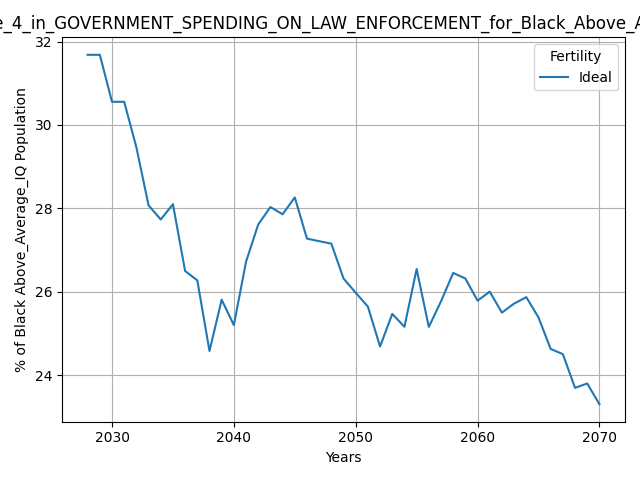 e_4_in_GOVERNMENT_SPENDING_ON_LAW_ENFORCEMENT_for_Black_Above_A
% of Black Above_Average_IQ Population
32
30
28
26
24
Fertility
Ideal
2030
2040
2050
2060
2070
Years